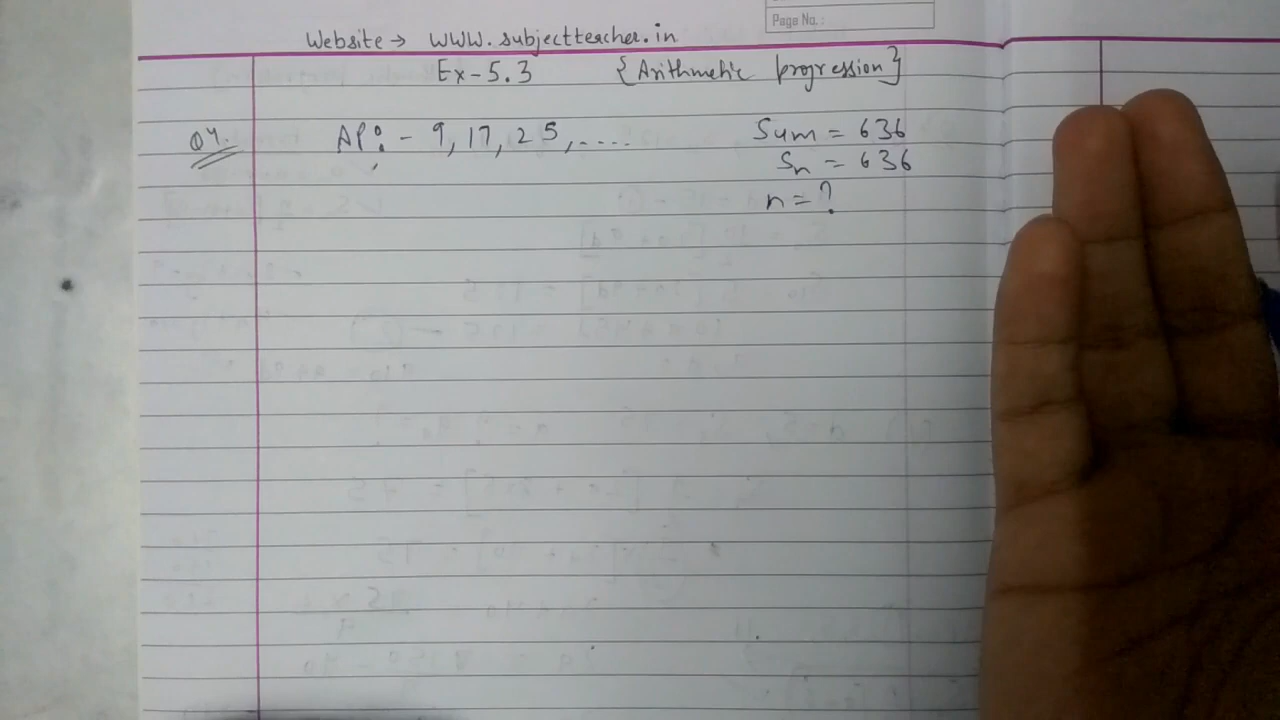 Page No. :
Website → WWW.subjectteacher.in
Ex-5.3 {Arithmetic progression}
Q4. AP:- 9, 17, 25, .... Sum = 636
Sn = 636
n = ?